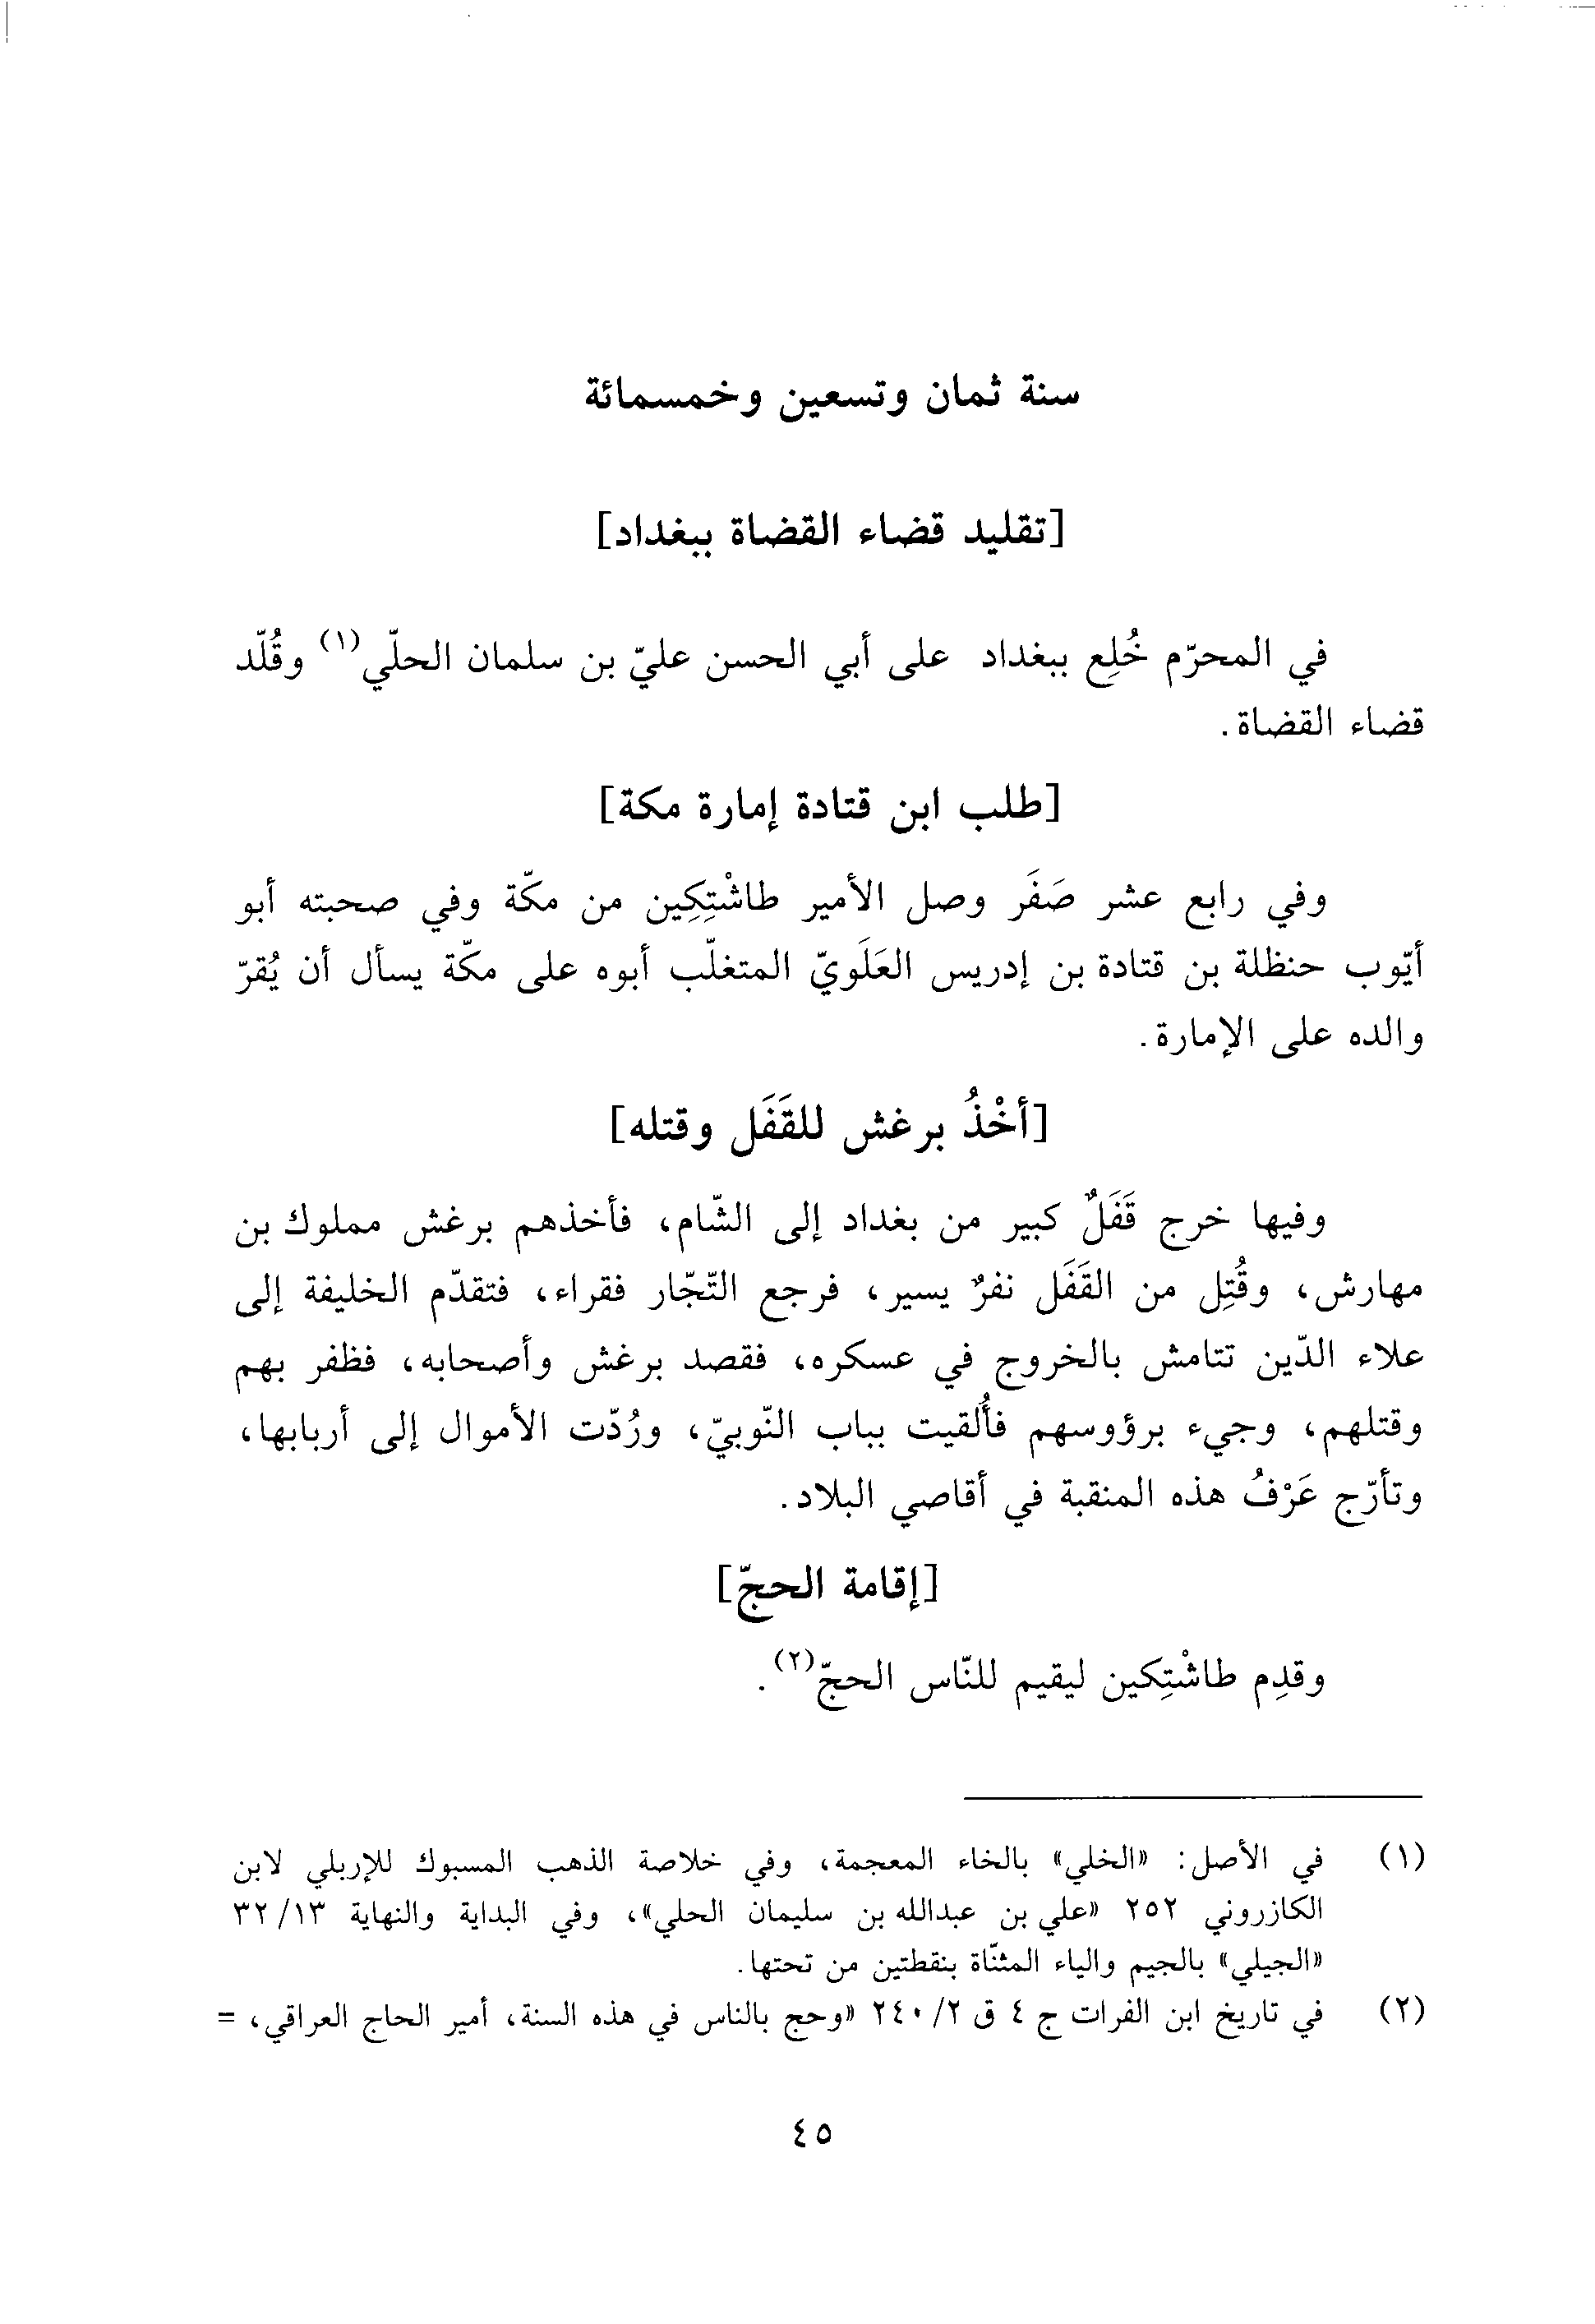 سنة ثمان وتسعين وخمسمائة
[تقليد قضاء القضاة ببغداد]
في المحرّم خُلِع ببغداد على أبي الحسن عليّ بن سلمان الحلّي(١) وقُلّد
قضاء القضاة.
[طلب ابن قتادة إمارة مكة]
وفي رابع عشر صَفَر وصل الأمير طاشْتِكِين من مكّة وفي صحبته أبو
أيّوب حنظلة بن قتادة بن إدريس العَلَويّ المتغلّب أبوه على مكّة يسأل أن يُقرّ
والده على الإمارة.
[أخْذُ برغش للقَفَل وقتله]
وفيها خرج قَفَلٌ كبير من بغداد إلى الشّام، فأخذهم برغش مملوك بن
مهارش، وقُتِل من القَفَل نفرٌ يسير، فرجع التّجّار فقراء، فتقدّم الخليفة إلى
علاء الدّين تتامش بالخروج في عسكره، فقصد برغش وأصحابه، فظفر بهم
وقتلهم، وجيء برؤوسهم فأُلقيت بباب النّوبيّ، ورُدّت الأموال إلى أربابها،
وتأرّج عَرْفُ هذه المنقبة في أقاصي البلاد.
[إقامة الحجّ]
وقدِم طاشْتِكين ليقيم للنّاس الحجّ(٢).
(١) في الأصل: «الخلي» بالخاء المعجمة، وفي خلاصة الذهب المسبوك للإربلي لابن
الكازروني ٢٥٢ «علي بن عبدالله بن سليمان الحلي»، وفي البداية والنهاية ٣٢/١٣
«الجيلي» بالجيم والياء المثنّاة بنقطتين من تحتها.
(٢) في تاريخ ابن الفرات ج ٤ ق ٢/ ٢٤٠ «وحج بالناس في هذه السنة، أمير الحاج العراقي، =
٤٥